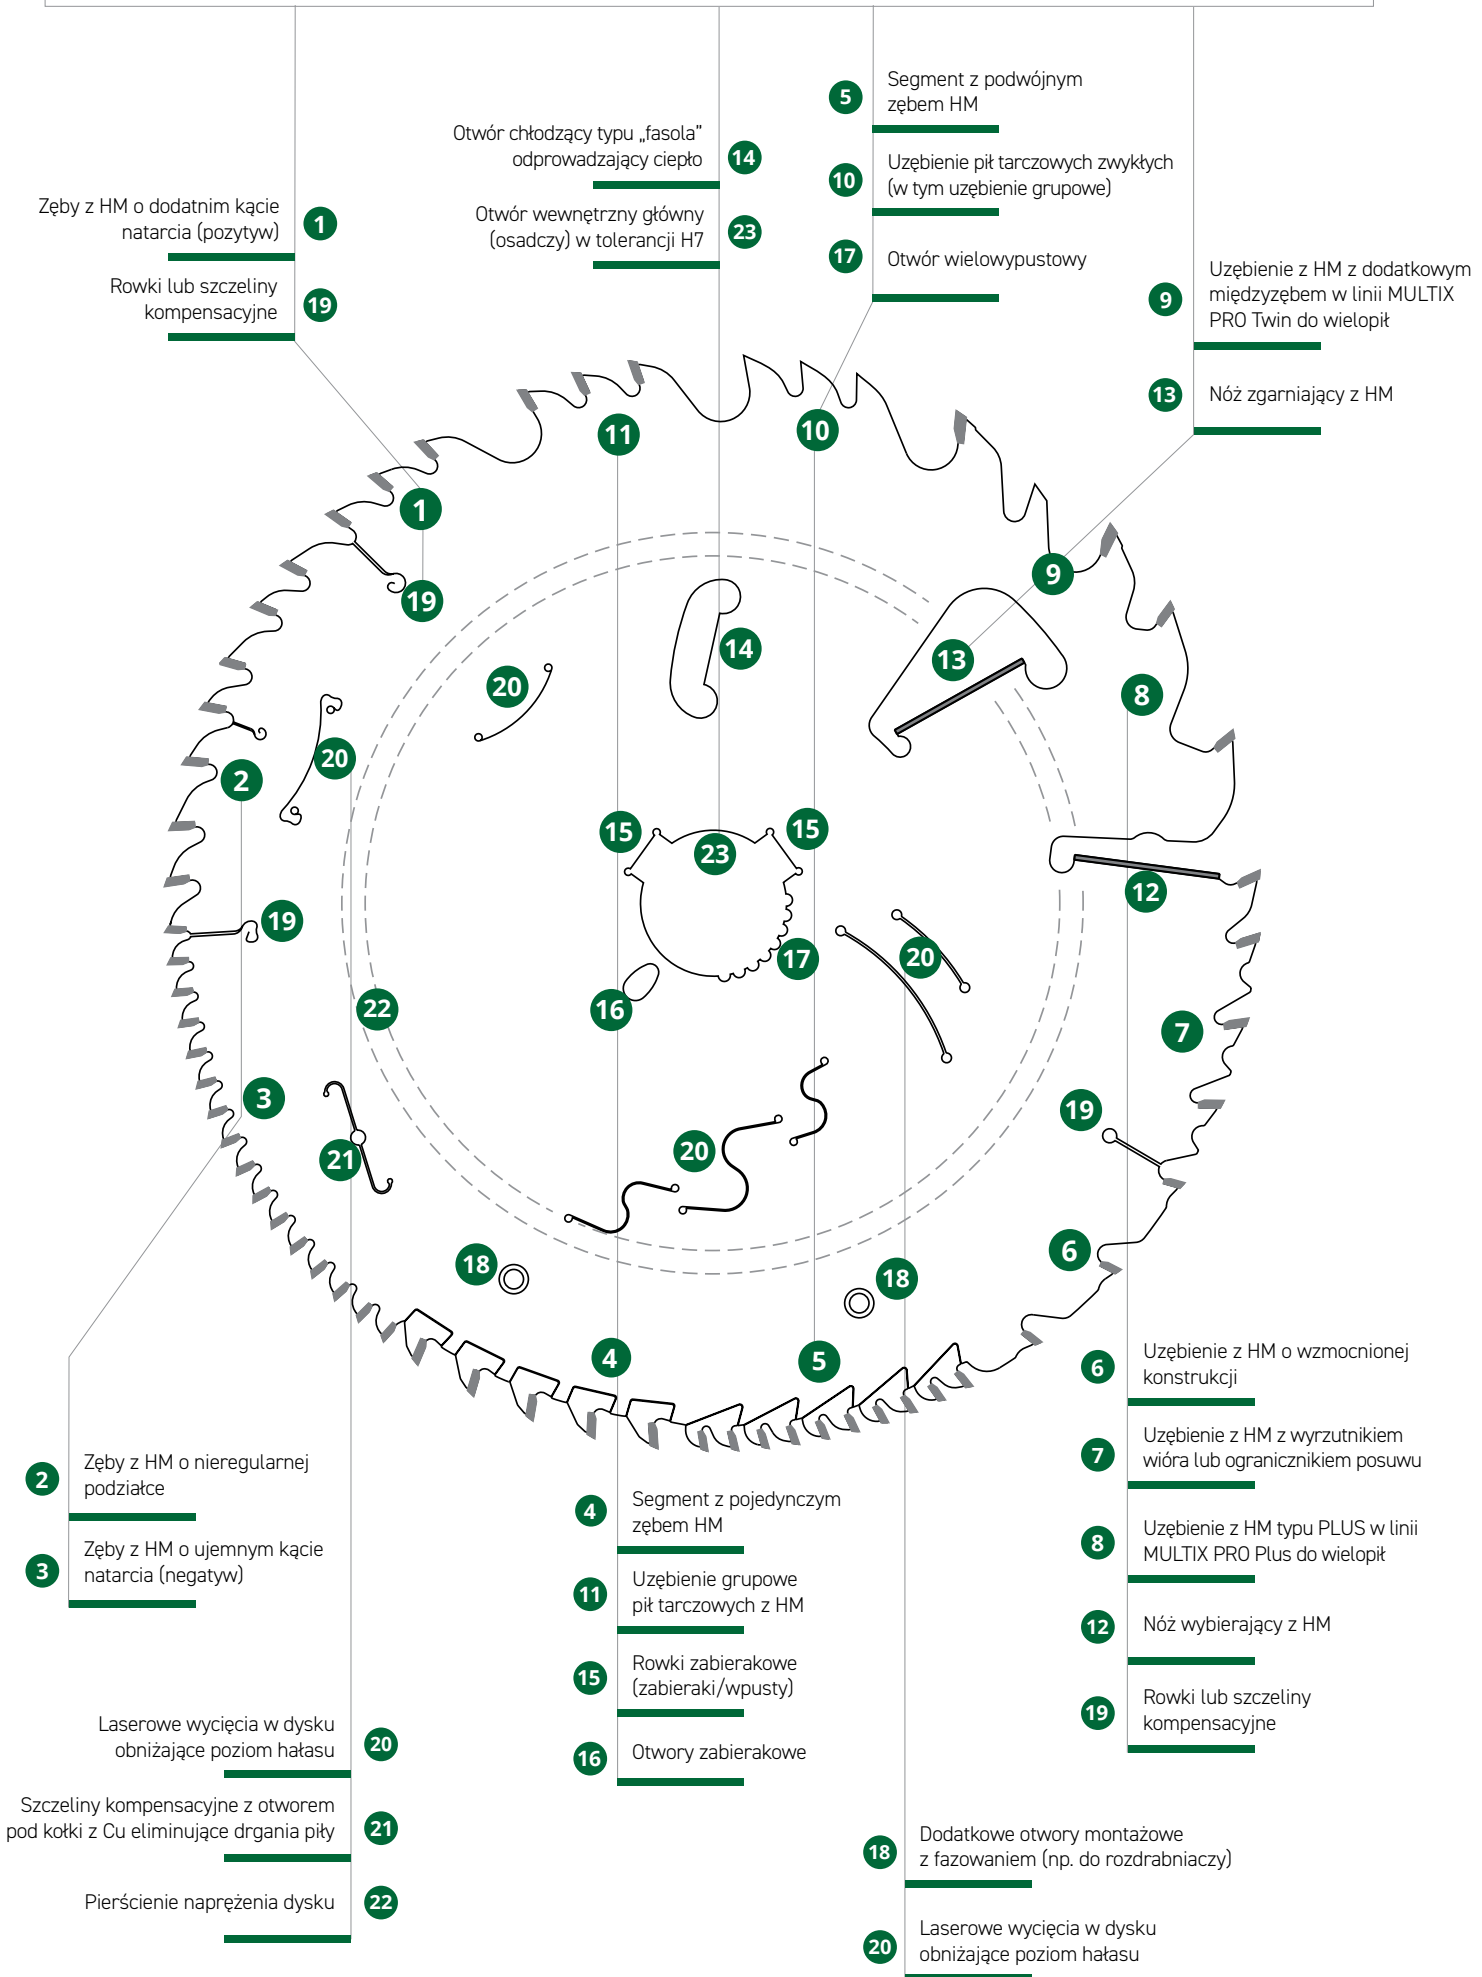 5
Segment z podwójnym
zębem HM
Otwór chłodzący typu „fasola”
odprowadzający ciepło
14
10
Uzębienie pił tarczowych zwykłych
(w tym uzębienie grupowe)
Zęby z HM o dodatnim kącie
natarcia (pozytyw)
1
Otwór wewnętrzny główny
(osadczy) w tolerancji H7
23
17
Otwór wielowypustowy
Rowki lub szczeliny
kompensacyjne
19
9
Uzębienie z HM z dodatkowym
międzyzębem w linii MULTIX
PRO Twin do wielopił
13
Nóż zgarniający z HM
11
10
1
9
19
14
13
20
8
20
2
15
15
23
12
19
20
17
22
16
7
3
19
20
21
6
18
18
4
5
6
Uzębienie z HM o wzmocnionej
konstrukcji
7
Uzębienie z HM z wyrzutnikiem
wióra lub ogranicznikiem posuwu
8
Uzębienie z HM typu PLUS w linii
MULTIX PRO Plus do wielopił
12
Nóż wybierający z HM
19
Rowki lub szczeliny
kompensacyjne
2
Zęby z HM o nieregularnej
podziałce
3
Zęby z HM o ujemnym kącie
natarcia (negatyw)
4
Segment z pojedynczym
zębem HM
11
Uzębienie grupowe
pił tarczowych z HM
15
Rowki zabierakowe
(zabieraki/wpusty)
16
Otwory zabierakowe
Laserowe wycięcia w dysku
obniżające poziom hałasu
20
Szczeliny kompensacyjne z otworem
pod kołki z Cu eliminujące drgania piły
21
Pierścienie naprężenia dysku
22
18
Dodatkowe otwory montażowe
z fazowaniem (np. do rozdrabniaczy)
20
Laserowe wycięcia w dysku
obniżające poziom hałasu